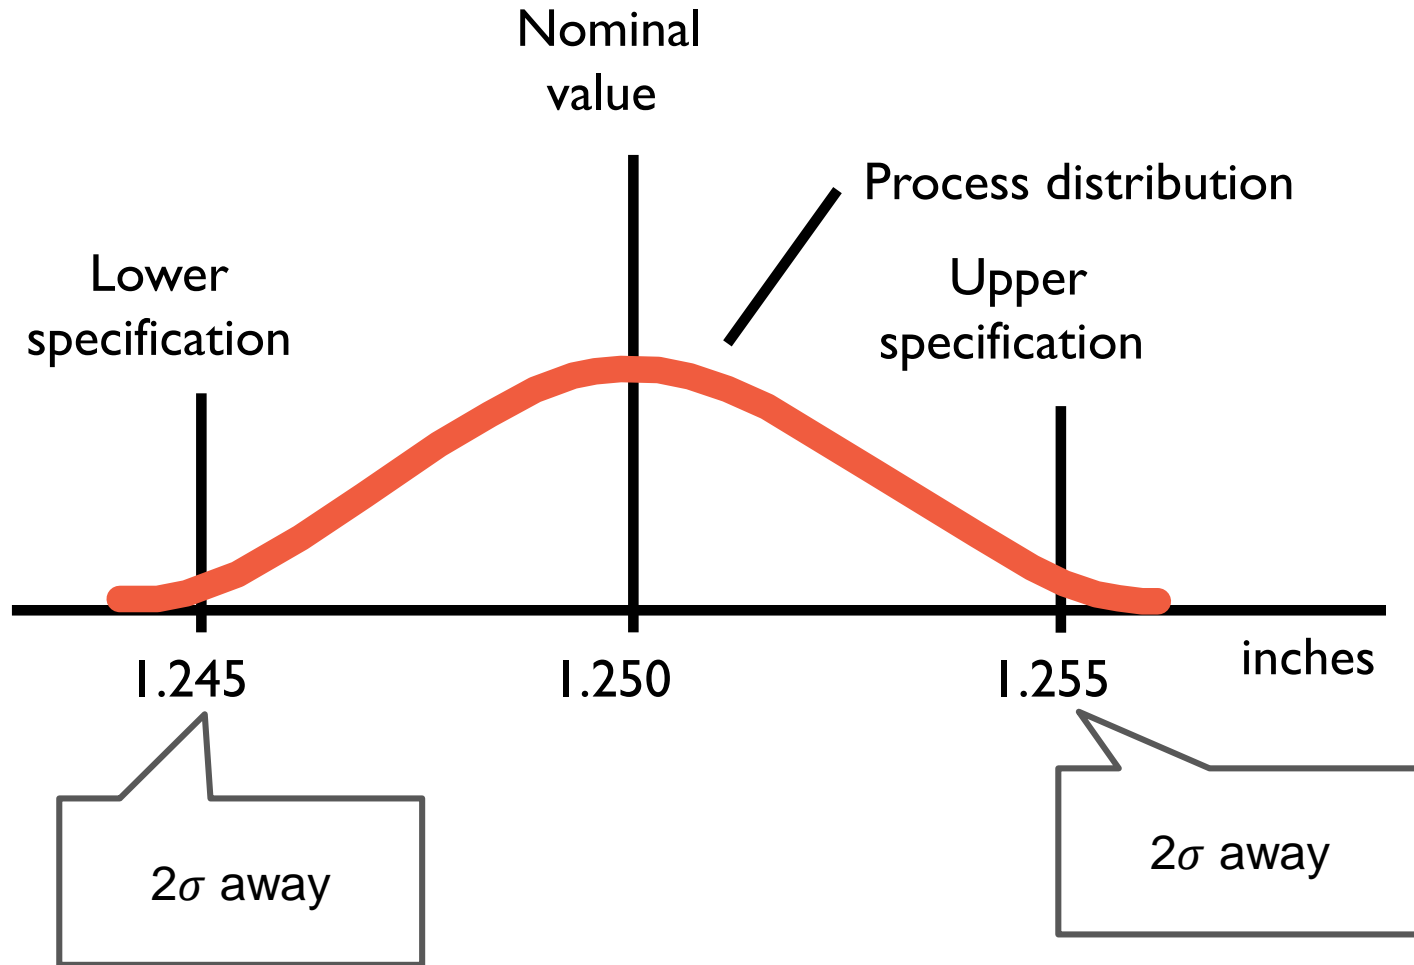 Nominal
value
Process distribution
Lower
specification
Upper
specification
1.245
1.250
1.255
inches
2σ away
2σ away